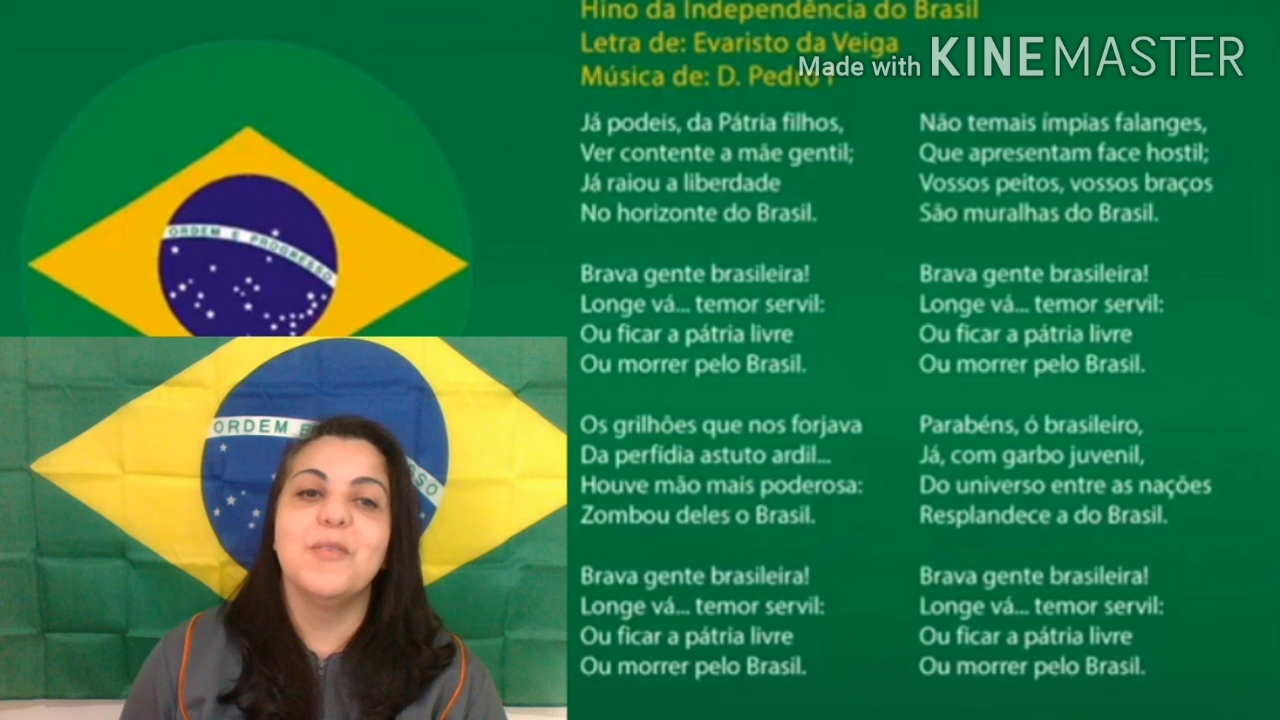 Hino da Independência do Brasil
Letra de: Evaristo da Veiga
Música de: D. Pedro I
Made with KINEMASTER
Já podeis, da Pátria filhos,
Ver contente a mãe gentil;
Já raiou a liberdade
No horizonte do Brasil.
Brava gente brasileira!
Longe vá... temor servil:
Ou ficar a pátria livre
Ou morrer pelo Brasil.
Os grilhões que nos forjava
Da perfídia astuto ardil...
Houve mão mais poderosa:
Zombou deles o Brasil.
Brava gente brasileira!
Longe vá... temor servil:
Ou ficar a pátria livre
Ou morrer pelo Brasil.
Não temais ímpias falanges,
Que apresentam face hostil;
Vossos peitos, vossos braços
São muralhas do Brasil.
Brava gente brasileira!
Longe vá... temor servil:
Ou ficar a pátria livre
Ou morrer pelo Brasil.
Parabéns, ó brasileiro,
Já, com garbo juvenil,
Do universo entre as nações
Resplandece a do Brasil.
Brava gente brasileira!
Longe vá... temor servil:
Ou ficar a pátria livre
Ou morrer pelo Brasil.
ORDEM E PROGRESSO
ORDEM E
SSO